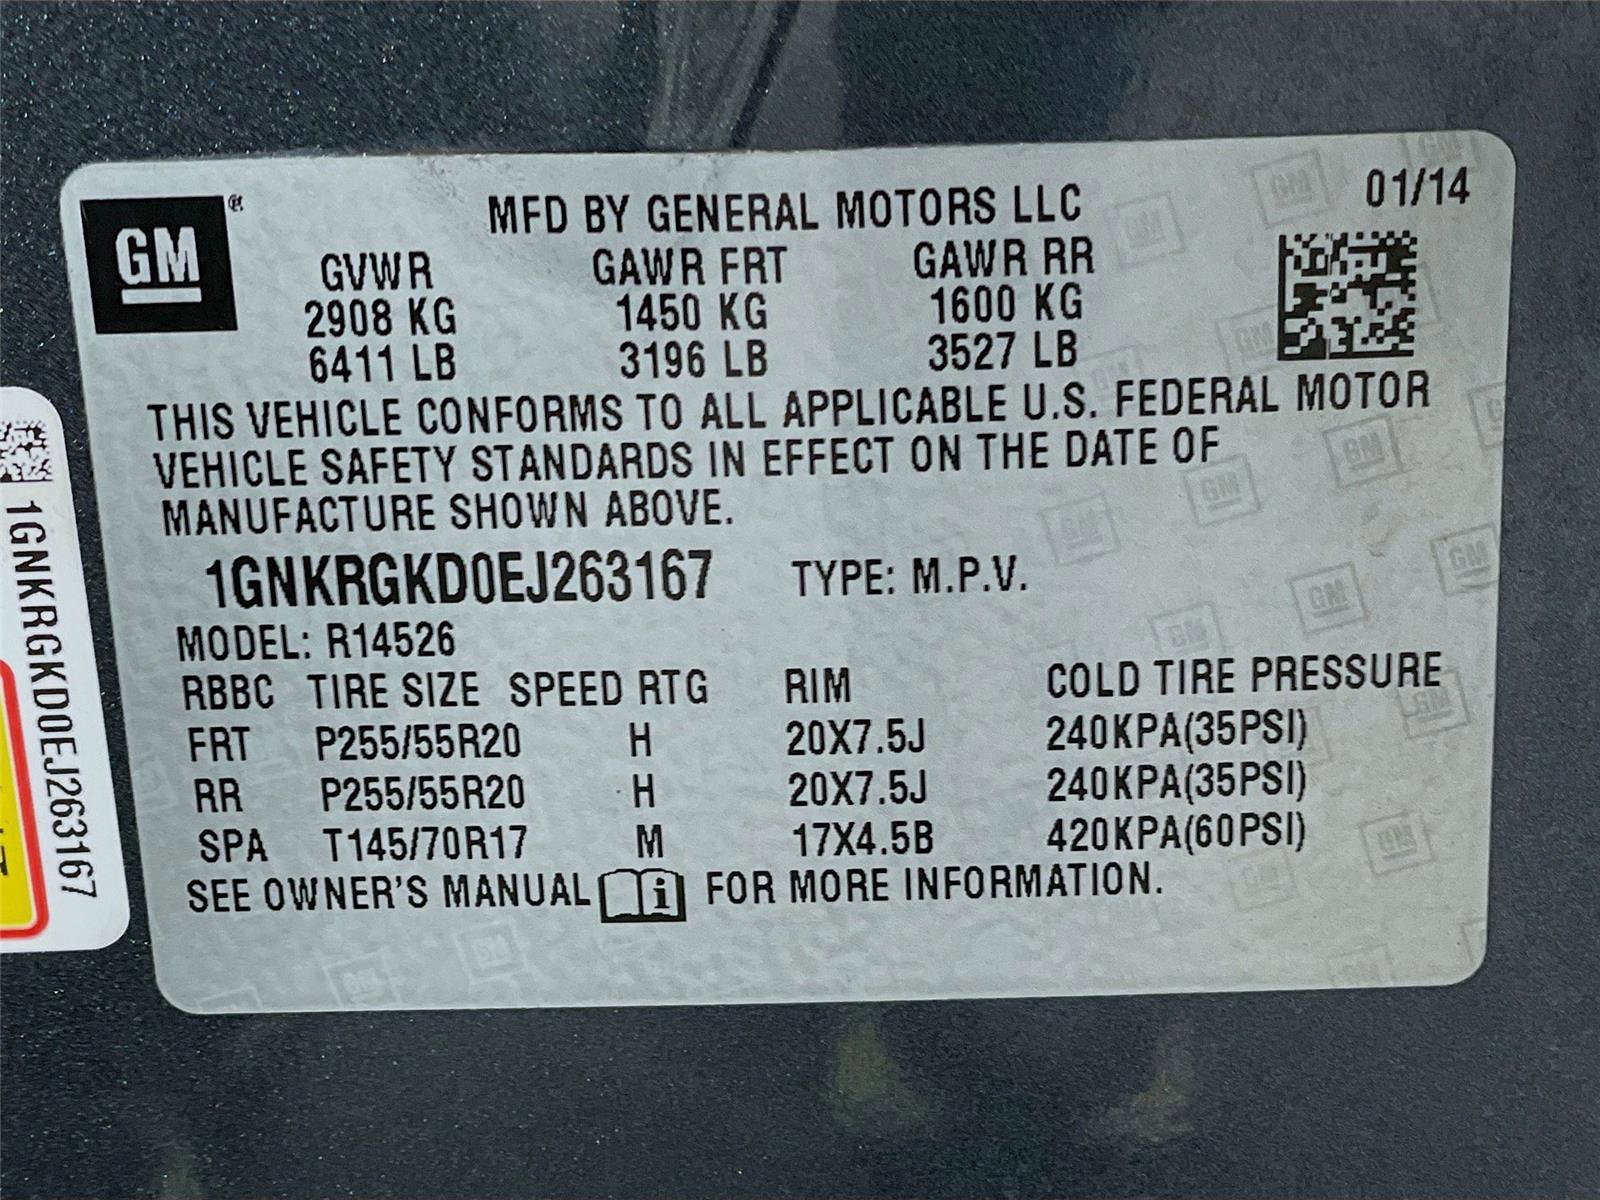 GM
MFD BY GENERAL MOTORS LLC 01/14
GVWR GAWR FRT GAWR RR
2908 KG 1450 KG 1600 KG
6411 LB 3196 LB 3527 LB
THIS VEHICLE CONFORMS TO ALL APPLICABLE U.S. FEDERAL MOTOR
VEHICLE SAFETY STANDARDS IN EFFECT ON THE DATE OF
MANUFACTURE SHOWN ABOVE.
1GNKRGKD0EJ263167 TYPE: M.P.V.
MODEL: R14526
RBBC TIRE SIZE SPEED RTG RIM COLD TIRE PRESSURE
FRT P255/55R20 H 20X7.5J 240KPA(35PSI)
RR P255/55R20 H 20X7.5J 240KPA(35PSI)
SPA T145/70R17 M 17X4.5B 420KPA(60PSI)
SEE OWNER'S MANUAL i FOR MORE INFORMATION.
1GNKRGKD0EJ263167